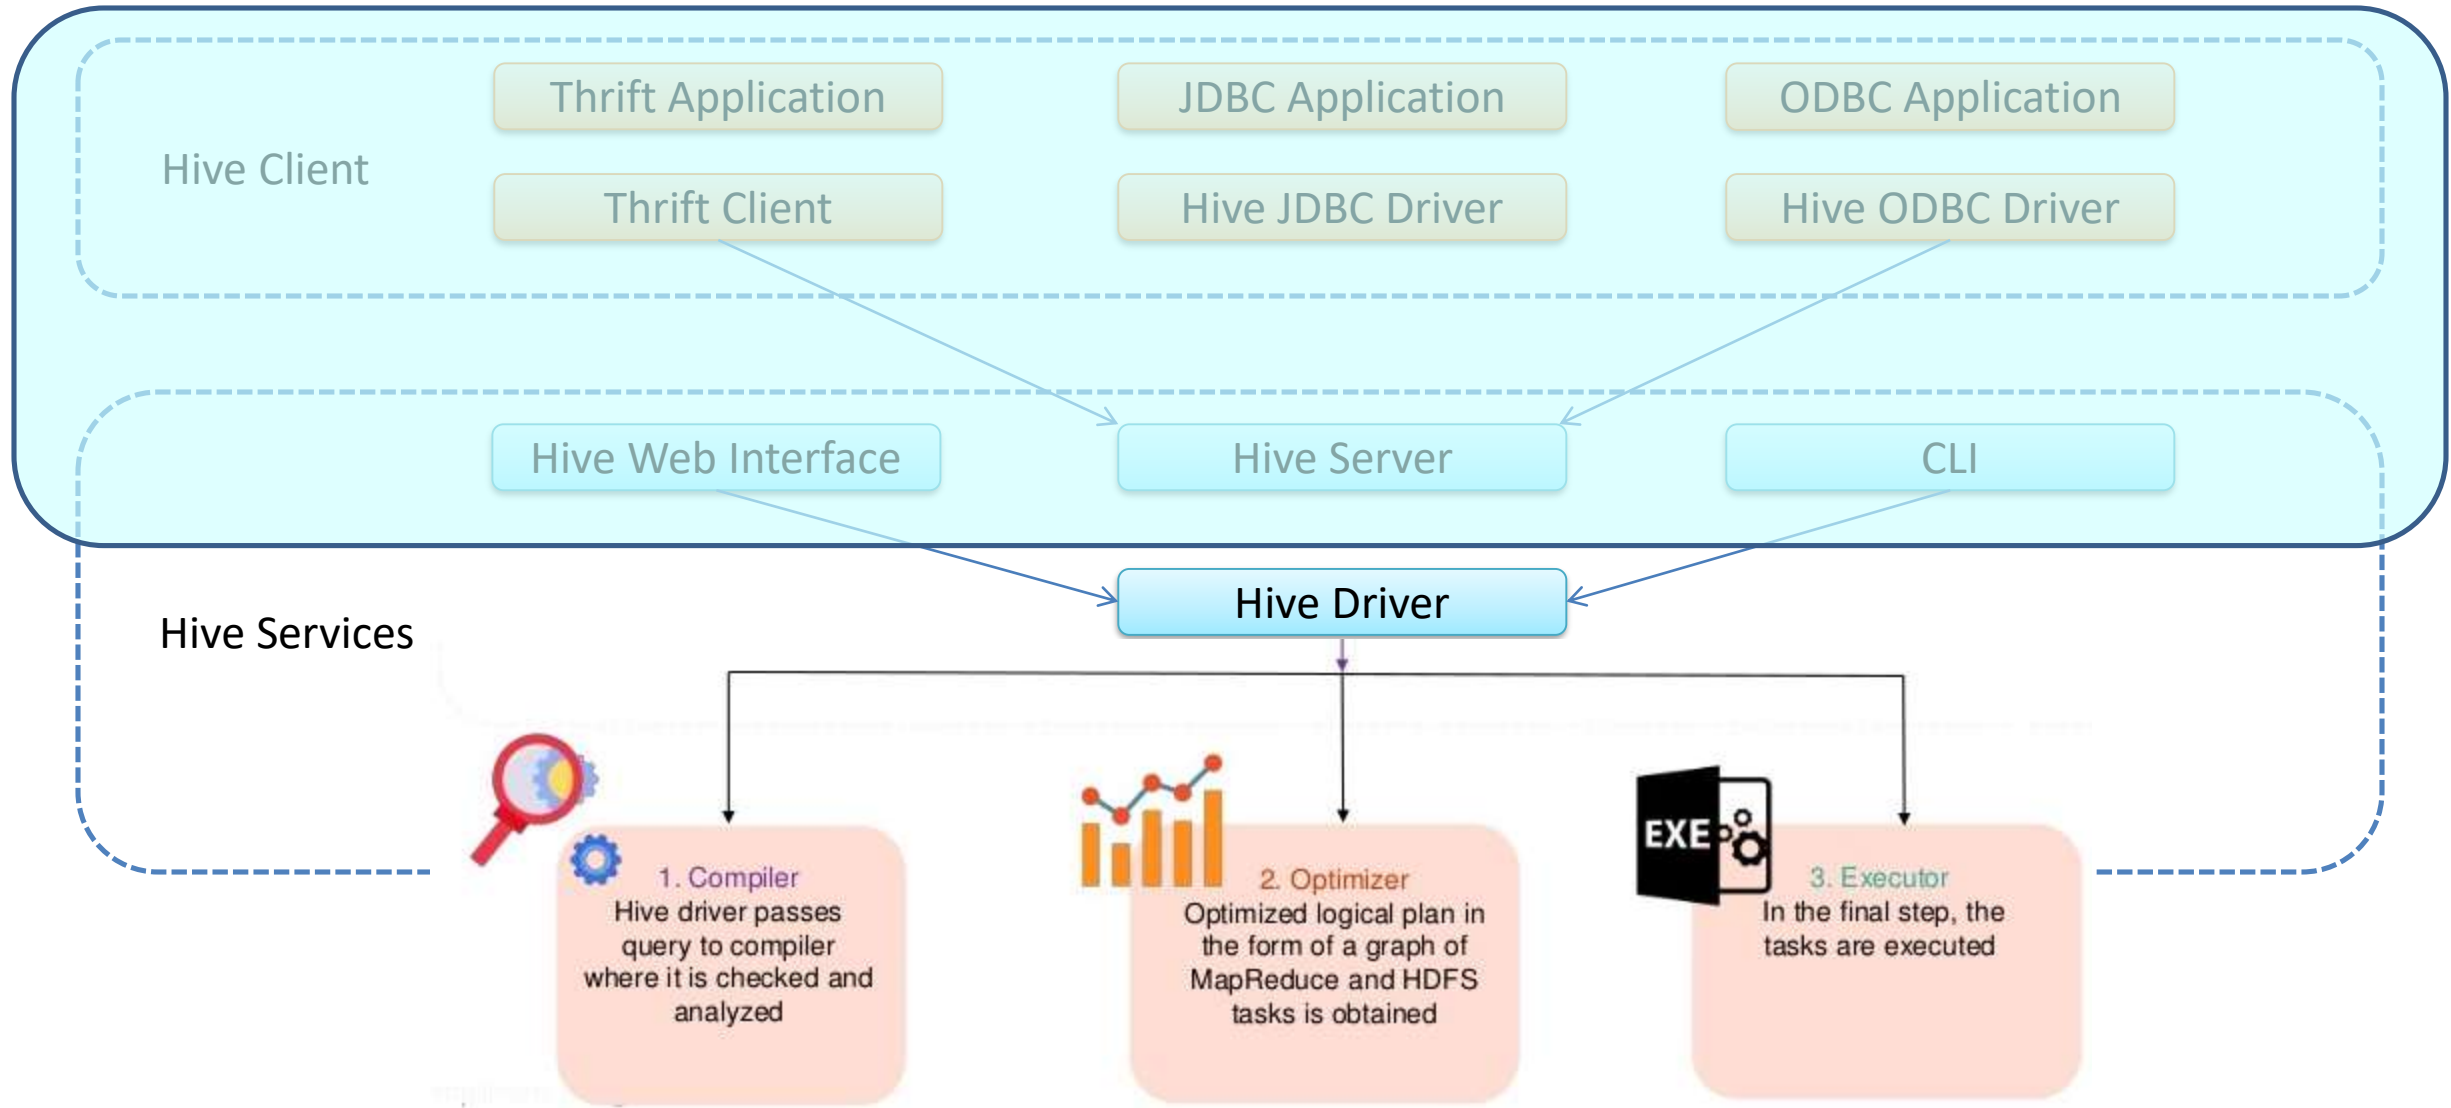 Thrift Application
JDBC Application
ODBC Application
Hive Client
Thrift Client
Hive JDBC Driver
Hive ODBC Driver
Hive Web Interface
Hive Server
CLI
Hive Driver
Hive Services
1. Compiler
Hive driver passes
query to compiler
where it is checked and
analyzed
2. Optimizer
Optimized logical plan in
the form of a graph of
MapReduce and HDFS
tasks is obtained
EXE
3. Executor
In the final step, the
tasks are executed